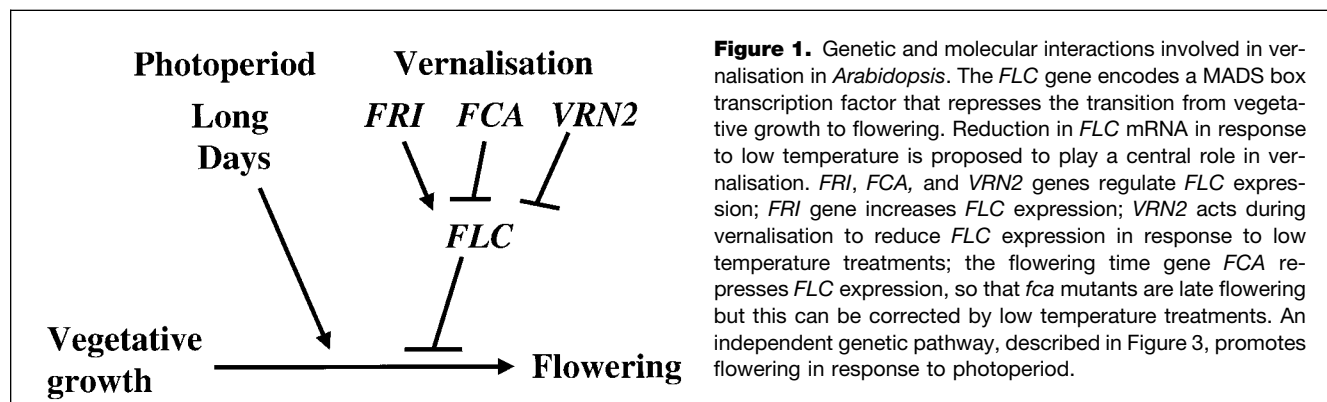 Photoperiod
Vernalisation
Long
Days
FRI FCA VRN2
FLC
Vegetative
growth
Flowering
Figure 1. Genetic and molecular interactions involved in ver-
nalisation in Arabidopsis. The FLC gene encodes a MADS box
transcription factor that represses the transition from vegeta-
tive growth to flowering. Reduction in FLC mRNA in response
to low temperature is proposed to play a central role in ver-
nalisation. FRI, FCA, and VRN2 genes regulate FLC expres-
sion; FRI gene increases FLC expression; VRN2 acts during
vernalisation to reduce FLC expression in response to low
temperature treatments; the flowering time gene FCA re-
presses FLC expression, so that fca mutants are late flowering
but this can be corrected by low temperature treatments. An
independent genetic pathway, described in Figure 3, promotes
flowering in response to photoperiod.